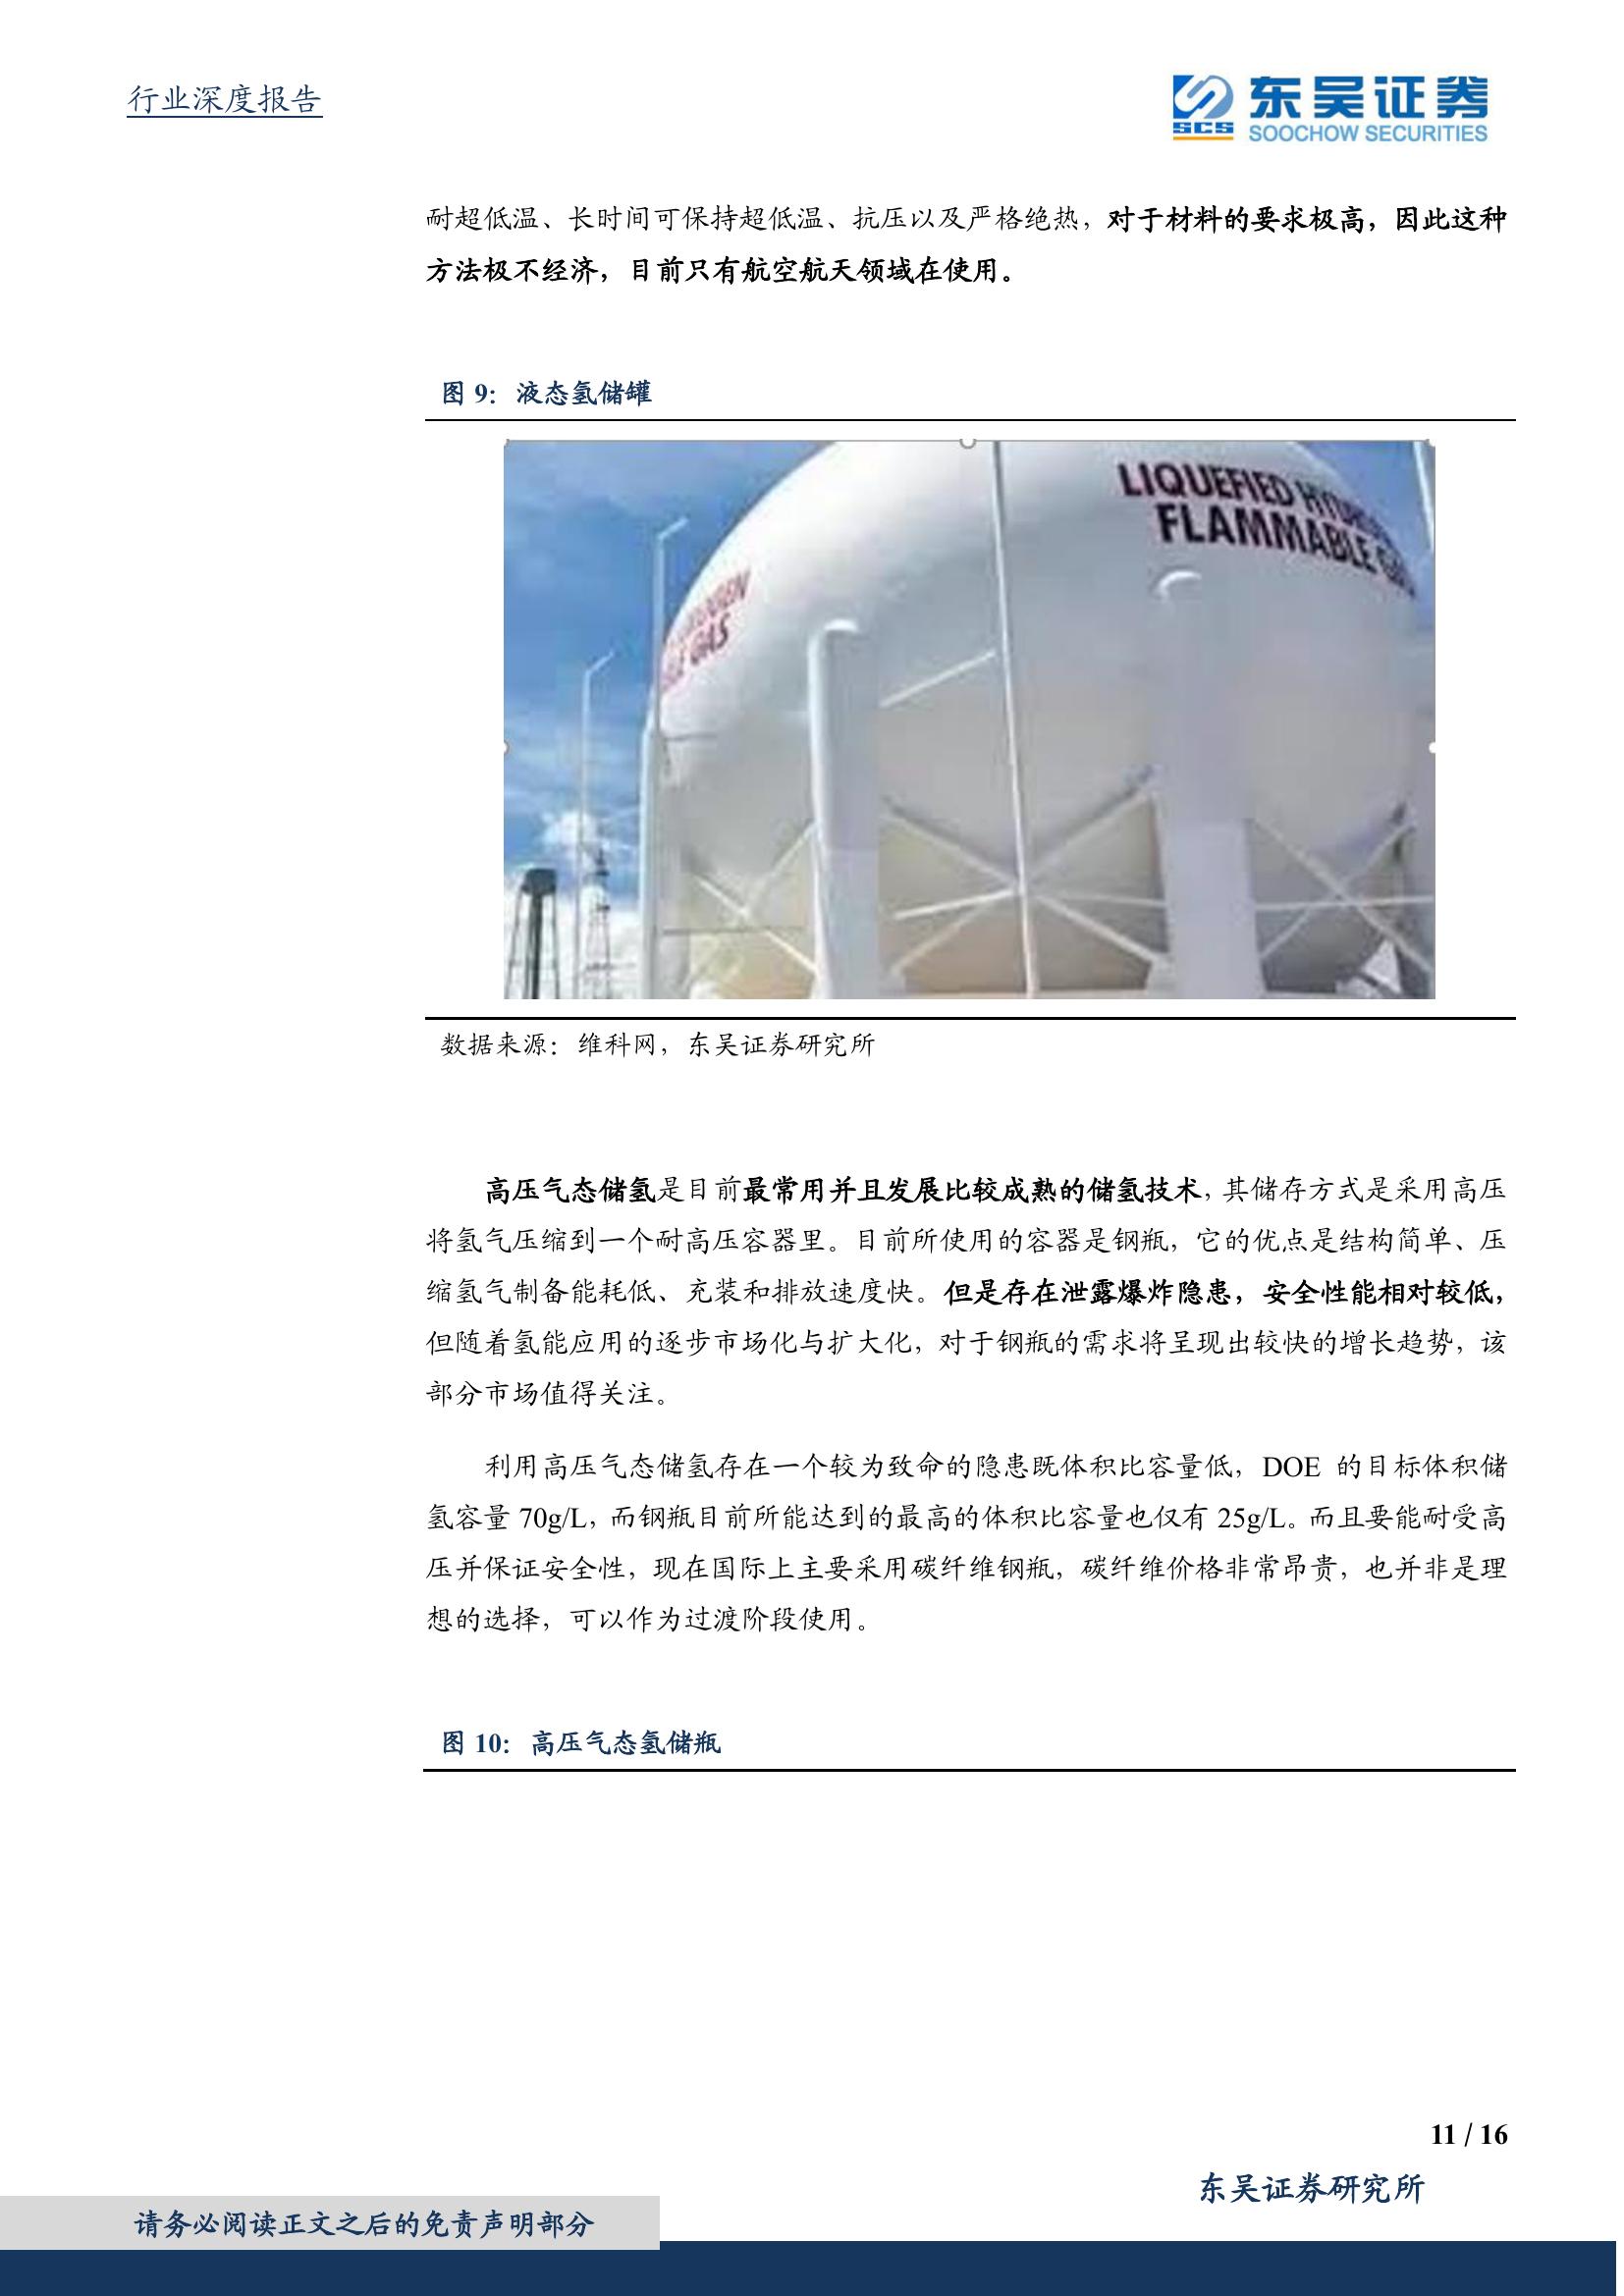 行业深度报告
SCS
东吴证券
SOOCHOW SECURITIES
耐超低温、长时间可保持超低温、抗压以及严格绝热，对于材料的要求极高，因此这种
方法极不经济，目前只有航空航天领域在使用。
图 9：液态氢储罐
LIQUEFIED
FLAMMABLE
GAS
数据来源：维科网，东吴证券研究所
高压气态储氢是目前最常用并且发展比较成熟的储氢技术，其储存方式是采用高压
将氢气压缩到一个耐高压容器里。目前所使用的容器是钢瓶，它的优点是结构简单、压
缩氢气制备能耗低、充装和排放速度快。但是存在泄露爆炸隐患，安全性能相对较低，
但随着氢能应用的逐步市场化与扩大化，对于钢瓶的需求将呈现出较快的增长趋势，该
部分市场值得关注。
利用高压气态储氢存在一个较为致命的隐患既体积比容量低，DOE 的目标体积储
氢容量 70g/L，而钢瓶目前所能达到的最高的体积比容量也仅有 25g/L。而且要能耐受高
压并保证安全性，现在国际上主要采用碳纤维钢瓶，碳纤维价格非常昂贵，也并非是理
想的选择，可以作为过渡阶段使用。
图 10：高压气态氢储瓶
11 / 16
东吴证券研究所
请务必阅读正文之后的免责声明部分